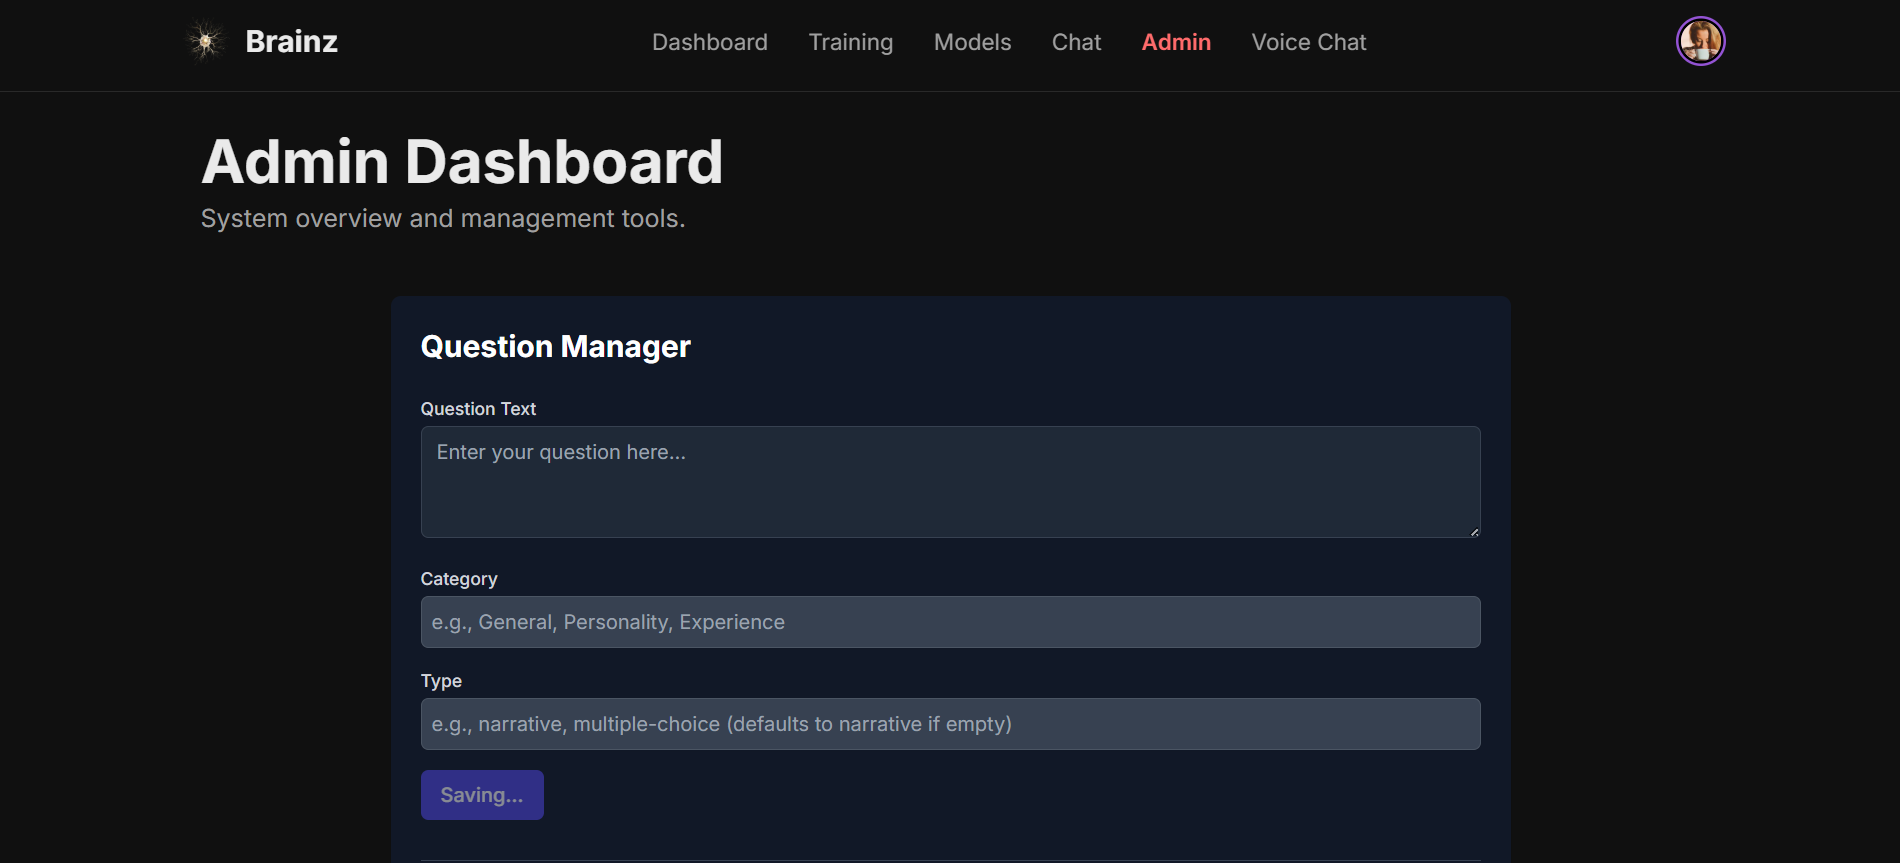 Brainz
Dashboard
Training
Models
Chat
Admin
Voice Chat
Admin Dashboard
System overview and management tools.
Question Manager
Question Text
Enter your question here...
Category
e.g., General, Personality, Experience
Type
e.g., narrative, multiple-choice (defaults to narrative if empty)
Saving...